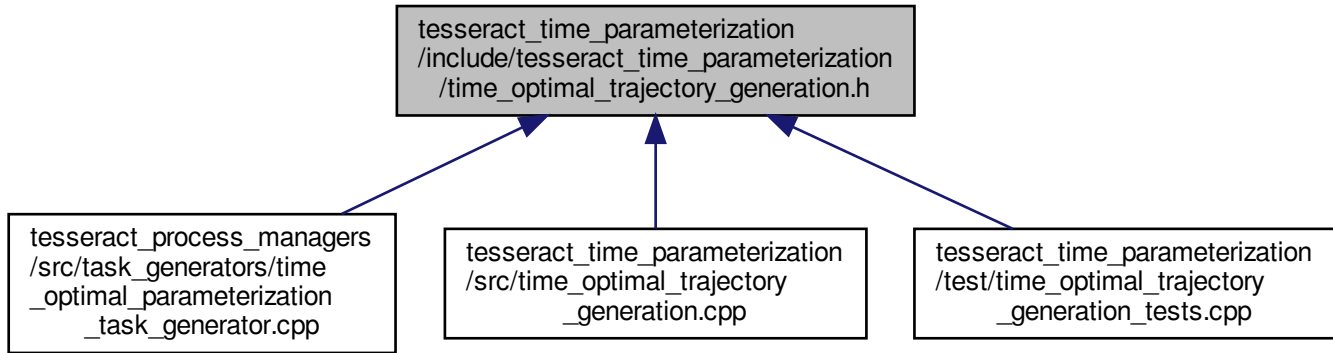 tesseract_time_parameterization
/include/tesseract_time_parameterization
/time_optimal_trajectory_generation.h
tesseract_process_managers
/src/task_generators/time
_optimal_parameterization
_task_generator.cpp
tesseract_time_parameterization
/src/time_optimal_trajectory
_generation.cpp
tesseract_time_parameterization
/test/time_optimal_trajectory
_generation_tests.cpp